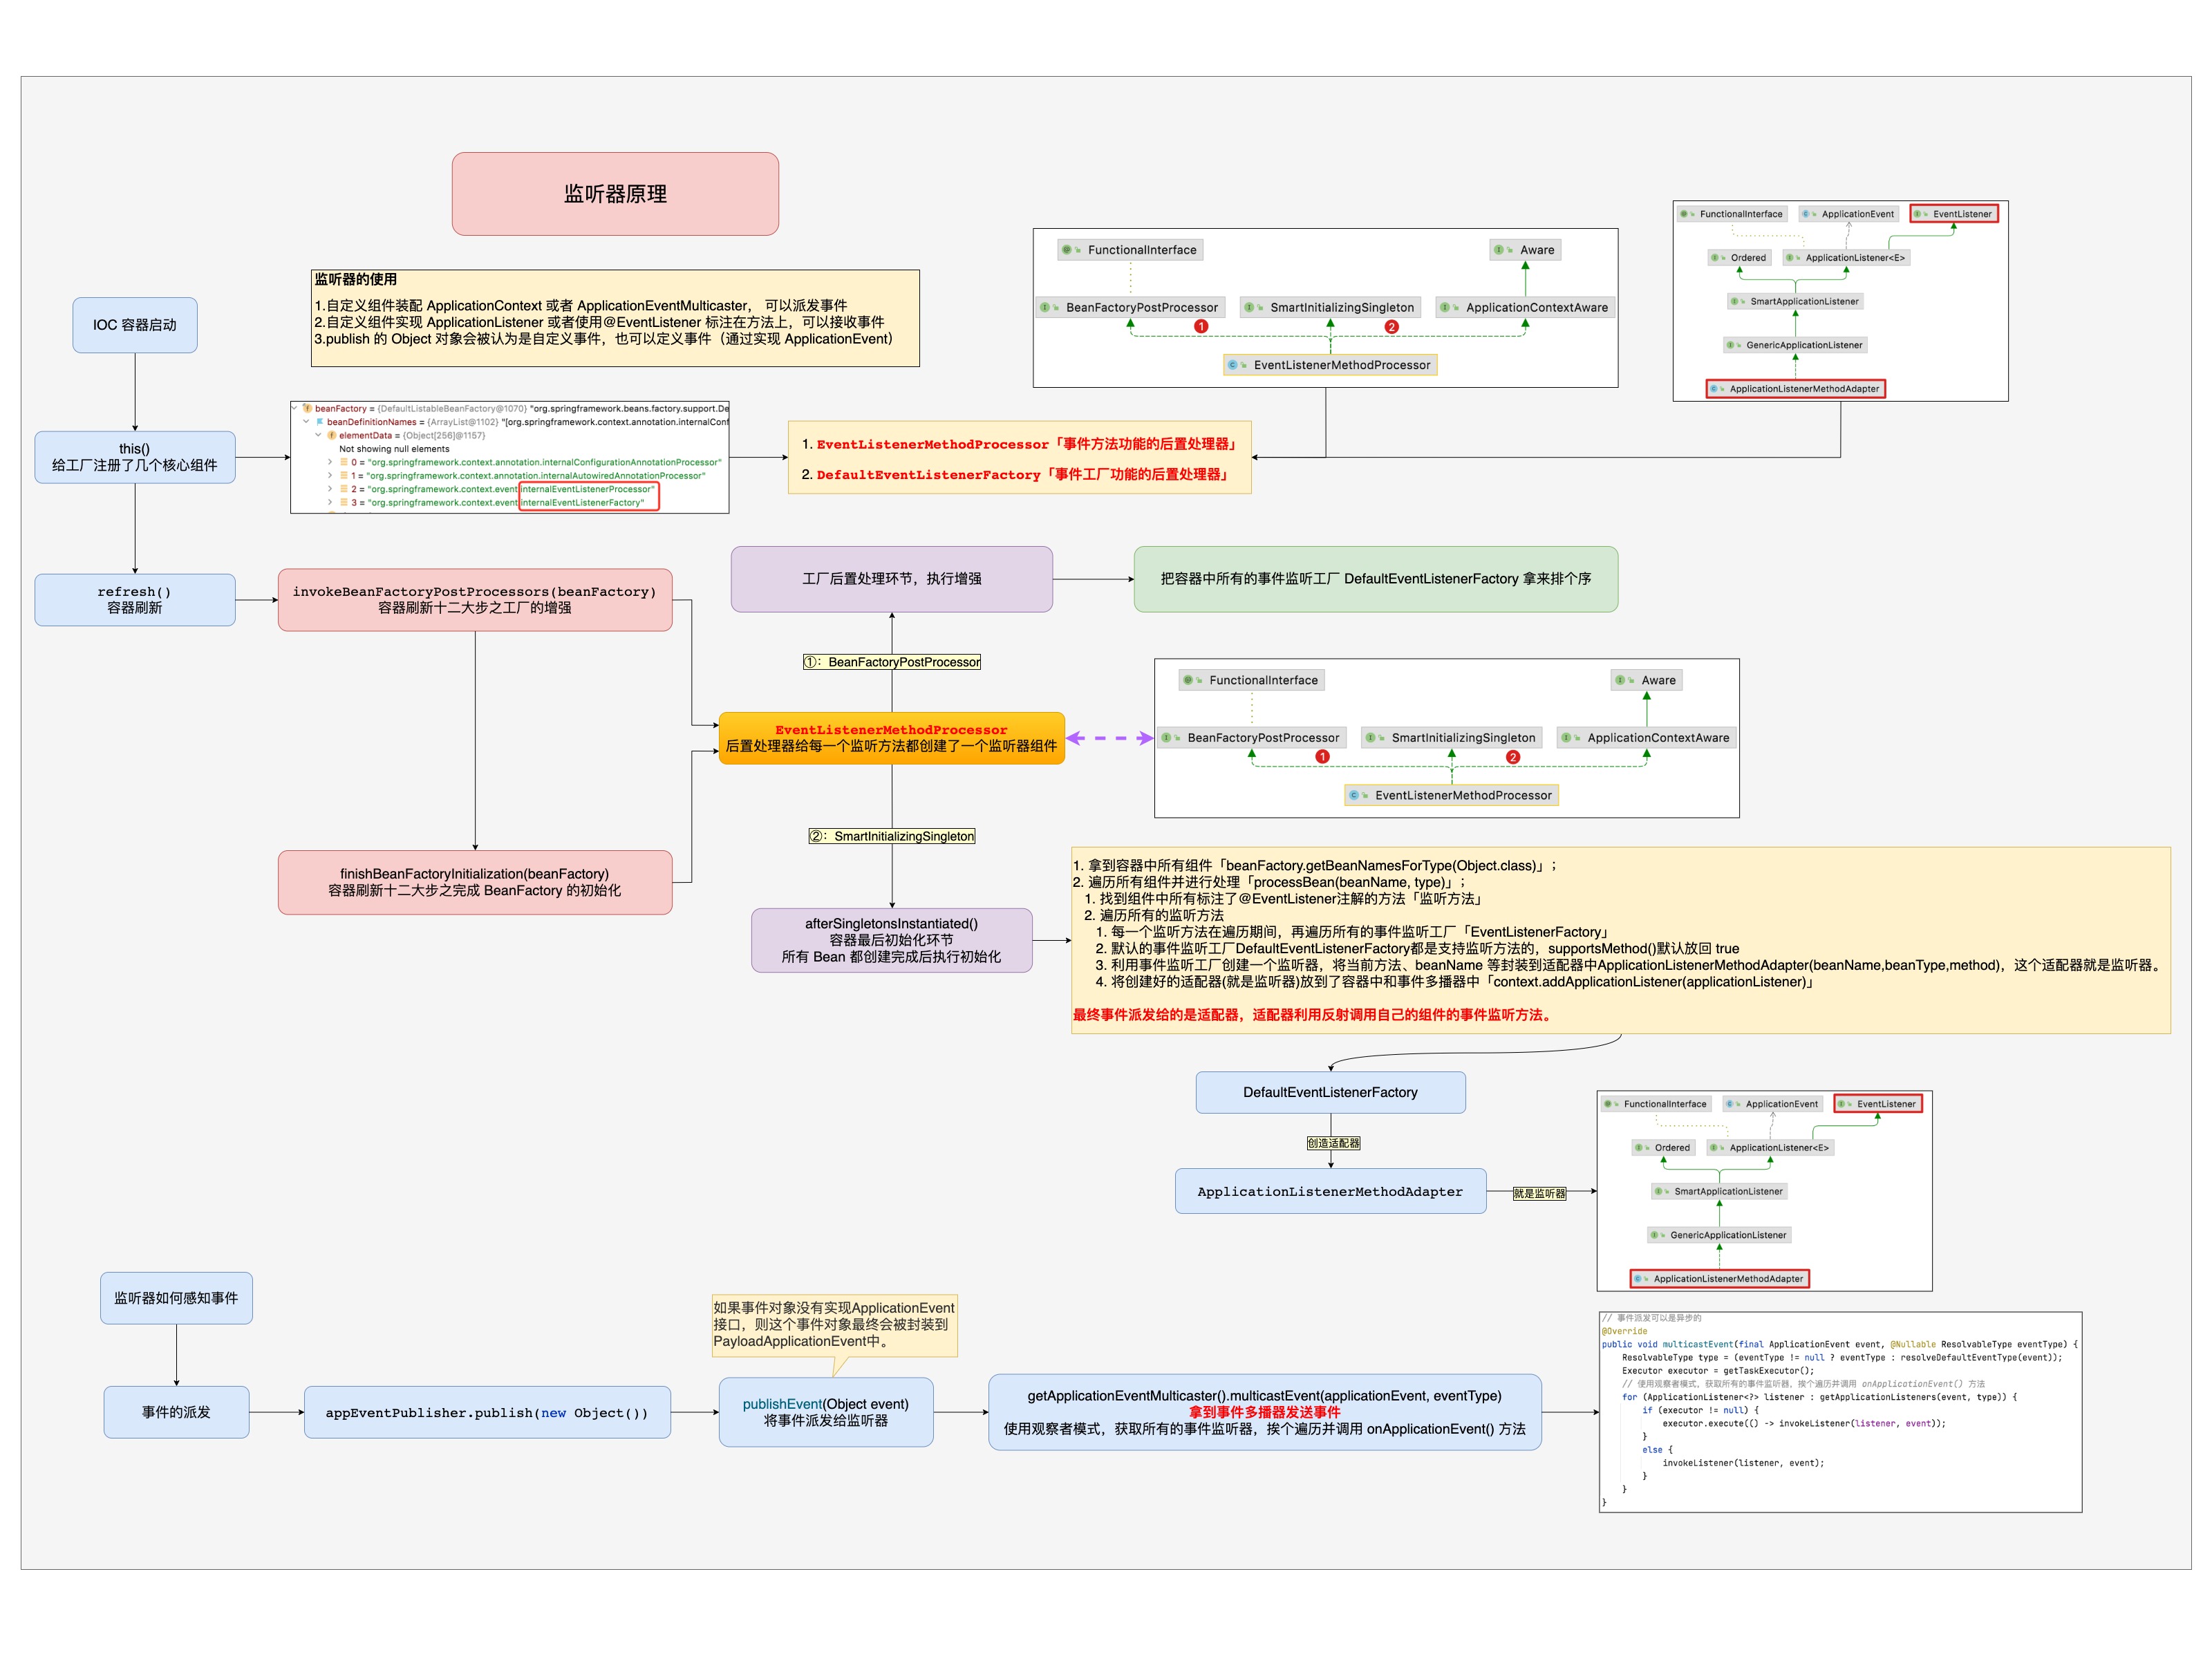 监听器原理
监听器的使用
1.自定义组件装配 ApplicationContext 或者 ApplicationEventMulticaster， 可以派发事件
2.自定义组件实现 ApplicationListener 或者使用@EventListener 标注在方法上，可以接收事件
3.publish 的 Object 对象会被认为是自定义事件，也可以定义事件（通过实现 ApplicationEvent）
FunctionalInterface
Aware
BeanFactoryPostProcessor
SmartInitializingSingleton
ApplicationContextAware
1
2
EventListenerMethodProcessor
FunctionalInterface
ApplicationEvent
EventListener
Ordered
ApplicationListener<E>
SmartApplicationListener
GenericApplicationListener
ApplicationListenerMethodAdapter
IOC 容器启动
this()
给工厂注册了几个核心组件
beanFactory = {DefaultListableBeanFactory@1070} "org.springframework.beans.factory.support.De
beanDefinitionNames = {ArrayList@1102} "[org.springframework.context.annotation.internalConf
elementData = {Object[256]@1157}
Not showing null elements
0 = "org.springframework.context.annotation.internalConfigurationAnnotationProcessor"
1 = "org.springframework.context.annotation.internalAutowiredAnnotationProcessor"
2 = "org.springframework.context.event.internalEventListenerProcessor"
3 = "org.springframework.context.event.internalEventListenerFactory"
1. EventListenerMethodProcessor「事件方法功能的后置处理器」
2. DefaultEventListenerFactory「事件工厂功能的后置处理器」
refresh()
容器刷新
invokeBeanFactoryPostProcessors(beanFactory)
容器刷新十二大步之工厂的增强
工厂后置处理环节，执行增强
把容器中所有的事件监听工厂 DefaultEventListenerFactory 拿来排个序
①：BeanFactoryPostProcessor
EventListenerMethodProcessor
后置处理器给每一个监听方法都创建了一个监听器组件
FunctionalInterface
Aware
BeanFactoryPostProcessor
SmartInitializingSingleton
ApplicationContextAware
1
2
EventListenerMethodProcessor
②：SmartInitializingSingleton
finishBeanFactoryInitialization(beanFactory)
容器刷新十二大步之完成 BeanFactory 的初始化
afterSingletonsInstantiated()
容器最后初始化环节
所有 Bean 都创建完成后执行初始化
1. 拿到容器中所有组件「beanFactory.getBeanNamesForType(Object.class)」；
2. 遍历所有组件并进行处理「processBean(beanName, type)」；
1. 找到组件中所有标注了@EventListener注解的方法「监听方法」
2. 遍历所有的监听方法
1. 每一个监听方法在遍历期间，再遍历所有的事件监听工厂「EventListenerFactory」
2. 默认的事件监听工厂DefaultEventListenerFactory都是支持监听方法的，supportsMethod()默认放回 true
3. 利用事件监听工厂创建一个监听器，将当前方法、beanName 等封装到适配器中ApplicationListenerMethodAdapter(beanName,beanType,method)，这个适配器就是监听器。
4. 将创建好的适配器(就是监听器)放到了容器中和事件多播器中「context.addApplicationListener(applicationListener)」
最终事件派发给的是适配器，适配器利用反射调用自己的组件的事件监听方法。
DefaultEventListenerFactory
创造适配器
ApplicationListenerMethodAdapter
就是监听器
FunctionalInterface
ApplicationEvent
EventListener
Ordered
ApplicationListener<E>
SmartApplicationListener
GenericApplicationListener
ApplicationListenerMethodAdapter
监听器如何感知事件
事件的派发
appEventPublisher.publish(new Object())
如果事件对象没有实现ApplicationEvent
接口，则这个事件对象最终会被封装到
PayloadApplicationEvent中。
publishEvent(Object event)
将事件派发给监听器
getApplicationEventMulticaster().multicastEvent(applicationEvent, eventType)
拿到事件多播器发送事件
使用观察者模式，获取所有的事件监听器，挨个遍历并调用 onApplicationEvent() 方法
// 事件派发可以是异步的
@Override
public void multicastEvent(final ApplicationEvent event, @Nullable ResolvableType eventType) {
ResolvableType type = (eventType != null ? eventType : resolveDefaultEventType(event));
Executor executor = getTaskExecutor();
// 使用观察者模式，获取所有的事件监听器，挨个遍历并调用 onApplicationEvent() 方法
for (ApplicationListener<?> listener : getApplicationListeners(event, type)) {
if (executor != null) {
executor.execute(() -> invokeListener(listener, event));
}
else {
invokeListener(listener, event);
}
}
}